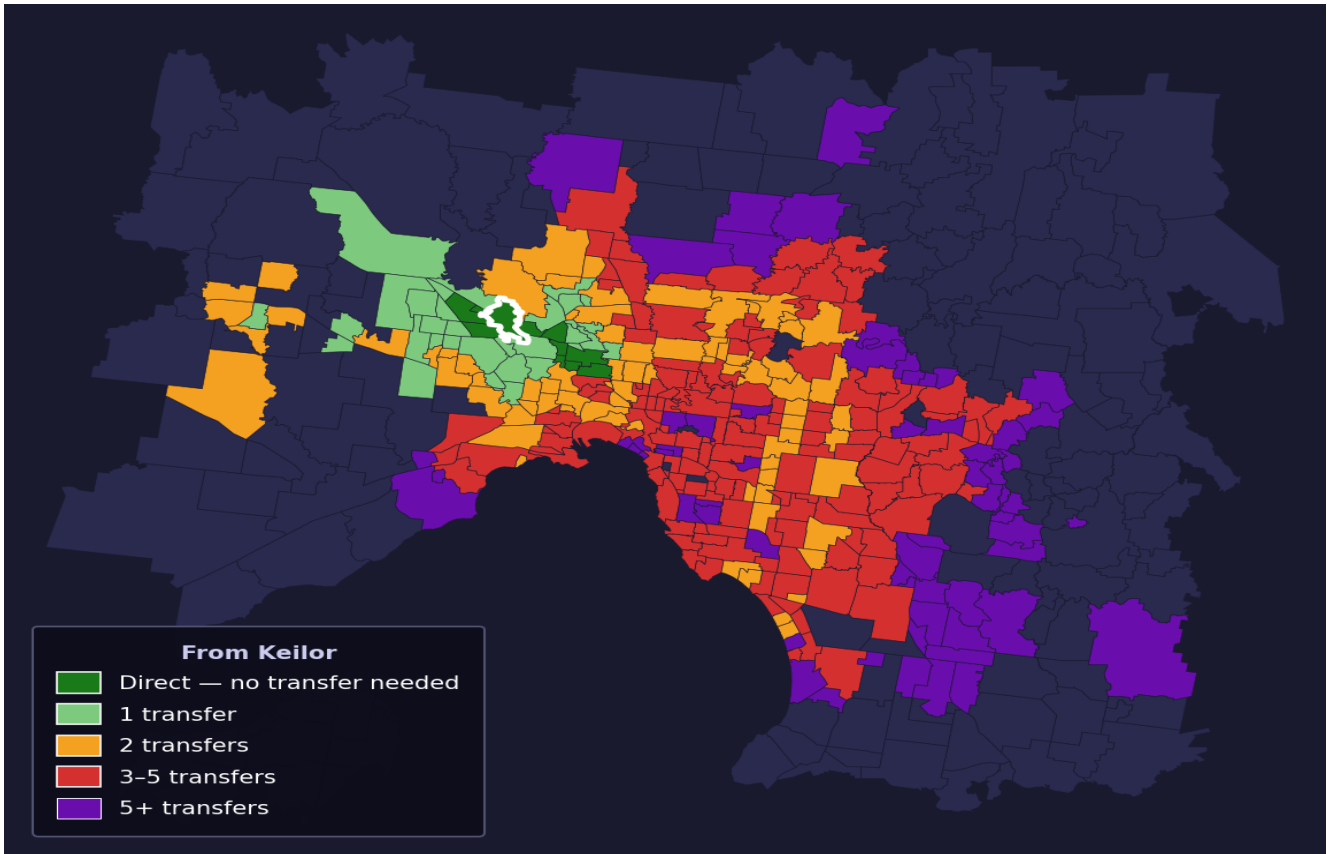 From Keilor
Direct — no transfer needed
1 transfer
2 transfers
3–5 transfers
5+ transfers